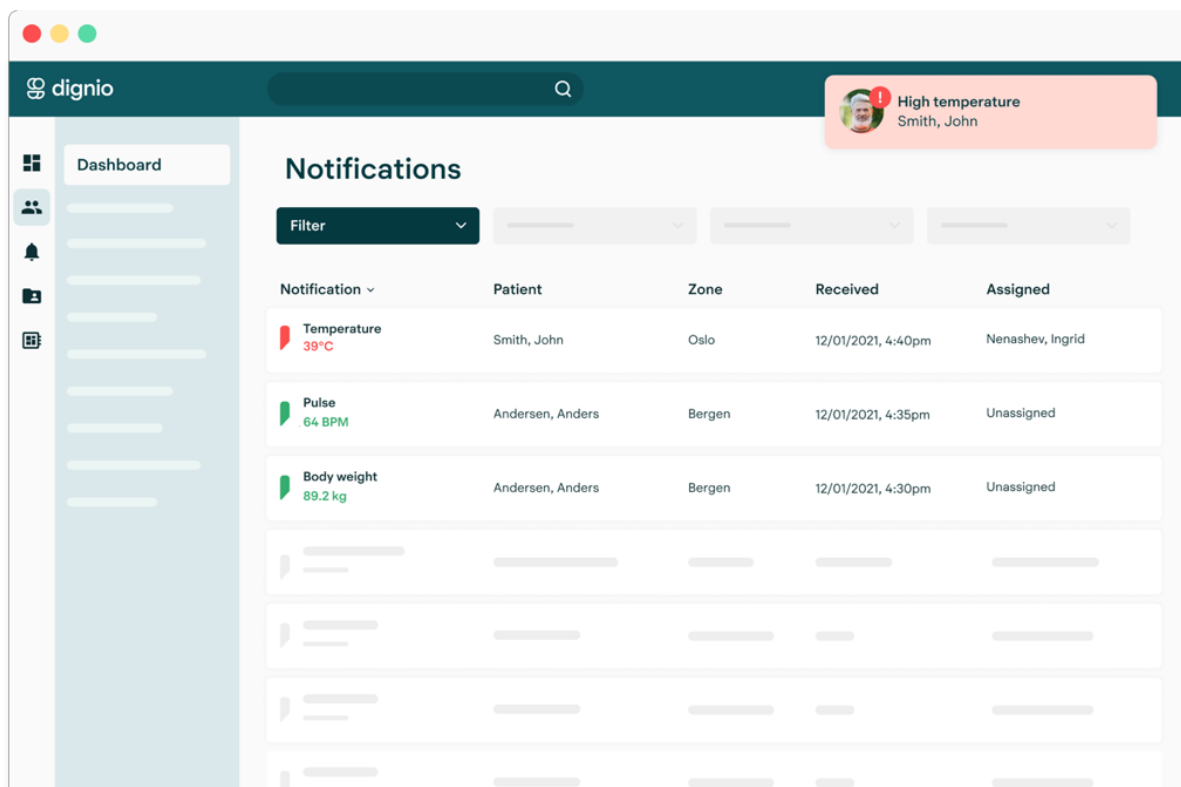 dignio
High temperature
Smith, John
Dashboard
Notifications
Filter
Notification Patient Zone Received Assigned
Temperature
39°C
Smith, John Oslo 12/01/2021, 4:40pm Nenashev, Ingrid
Pulse
64 BPM
Andersen, Anders Bergen 12/01/2021, 4:35pm Unassigned
Body weight
89.2 kg
Andersen, Anders Bergen 12/01/2021, 4:30pm Unassigned